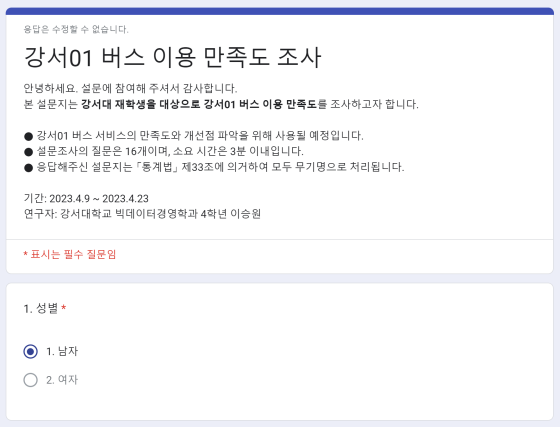 응답은 수정할 수 없습니다.
강서01 버스 이용 만족도 조사
안녕하세요. 설문에 참여해 주셔서 감사합니다.
본 설문지는 강서대 재학생을 대상으로 강서01 버스 이용 만족도를 조사하고자 합니다.
● 강서01 버스 서비스의 만족도와 개선점 파악을 위해 사용될 예정입니다.
● 설문조사의 질문은 16개이며, 소요 시간은 3분 이내입니다.
● 응답해주신 설문지는 「통계법」 제33조에 의거하여 모두 무기명으로 처리됩니다.
기간: 2023.4.9 ~ 2023.4.23
연구자: 강서대학교 빅데이터경영학과 4학년 이승원
* 표시는 필수 질문임
1. 성별 *
1. 남자
2. 여자